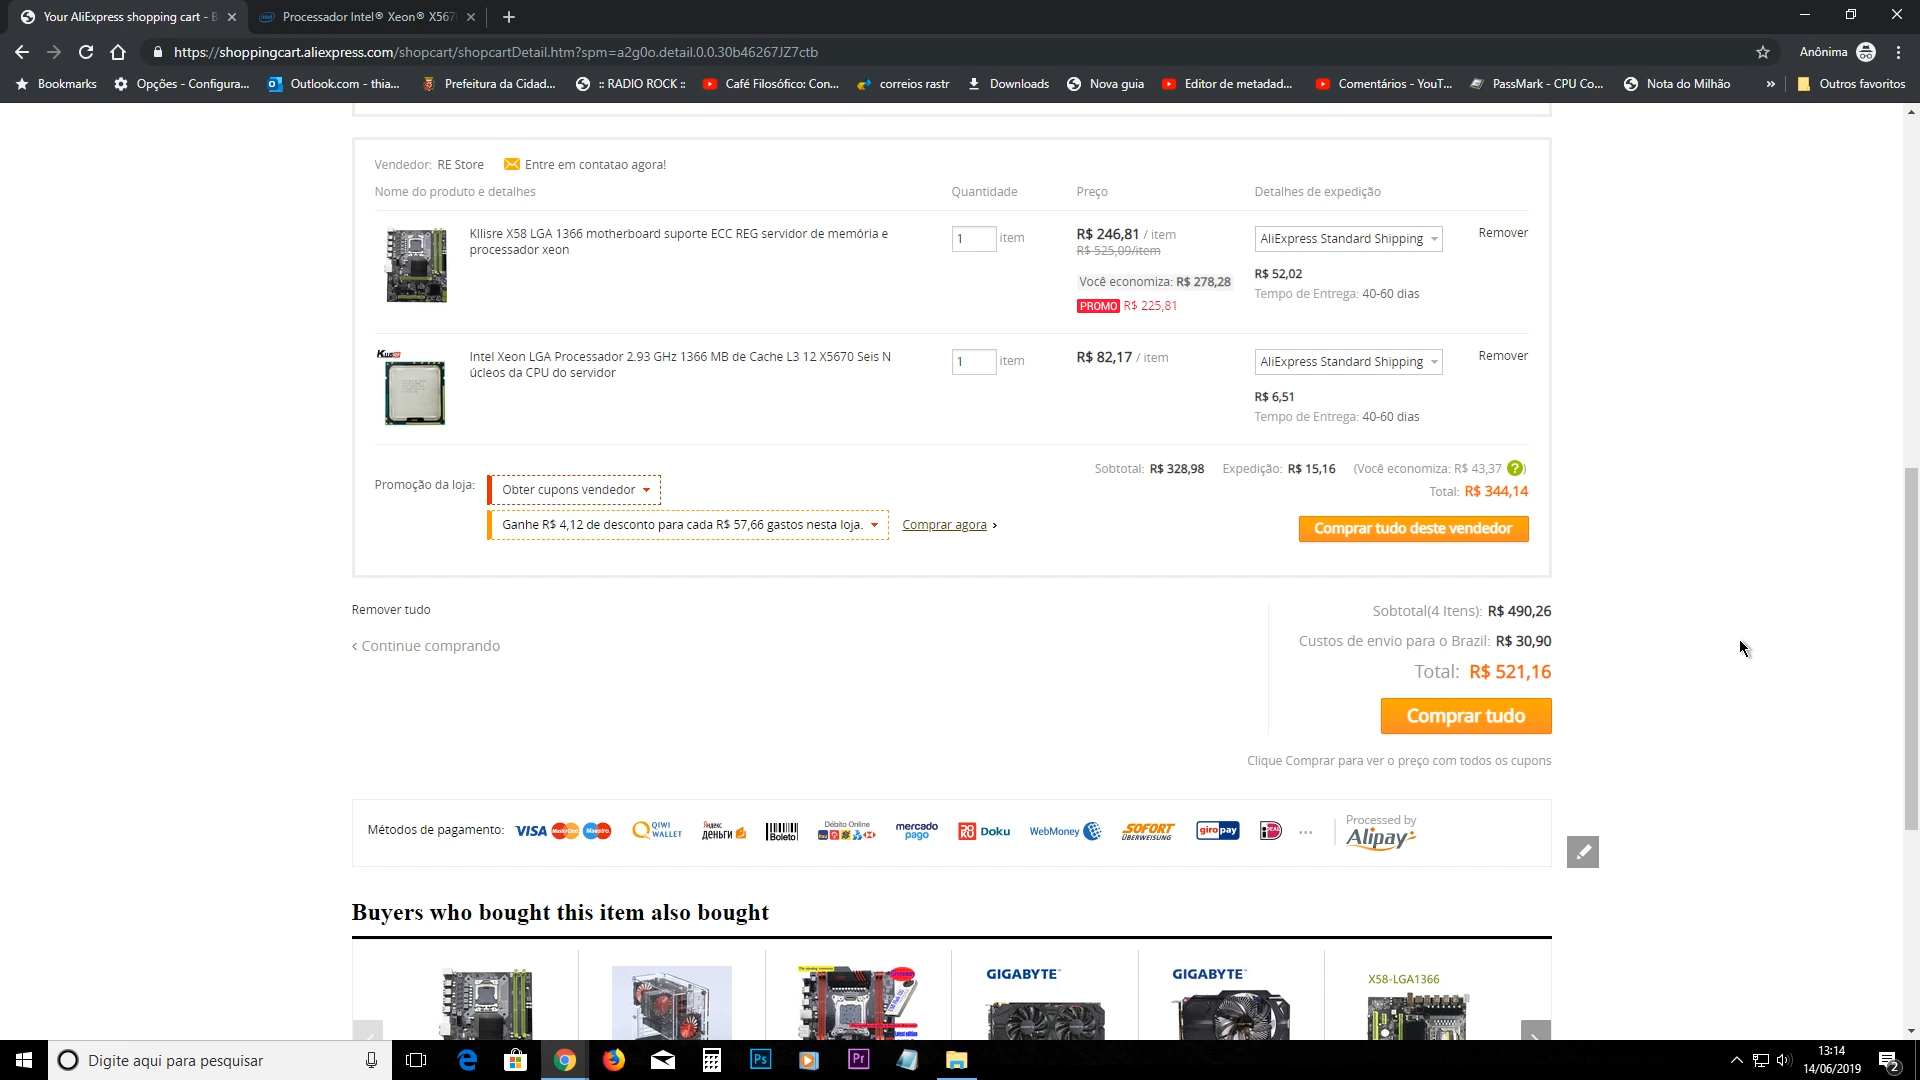 Your AliExpress shopping cart - B
Processador Intel® Xeon® X567
https://shoppingcart.aliexpress.com/shopcart/shopcartDetail.htm?spm=a2g0o.detail.0.0.30b46267JZ7ctb
Anônima
Bookmarks
Opções - Configura...
Outlook.com - thia...
Prefeitura da Cidad...
:: RADIO ROCK ::
Café Filosófico: Con...
correios rastr
Downloads
Nova guia
Editor de metadad...
Comentários - YouT...
PassMark - CPU Co...
Nota do Milhão
»
Outros favoritos
Vendedor: RE Store
Entre em contatao agora!
Nome do produto e detalhes
Quantidade
Preço
Detalhes de expedição
Kllisre X58 LGA 1366 motherboard suporte ECC REG servidor de memória e
processador xeon
1 item
R$ 246,81 / item
R$ 525,09/item
Você economiza: R$ 278,28
PROMO R$ 225,81
AliExpress Standard Shipping
R$ 52,02
Tempo de Entrega: 40-60 dias
Remover
Intel Xeon LGA Processador 2.93 GHz 1366 MB de Cache L3 12 X5670 Seis N
úcleos da CPU do servidor
1 item
R$ 82,17 / item
AliExpress Standard Shipping
R$ 6,51
Tempo de Entrega: 40-60 dias
Remover
Promoção da loja:
Obter cupons vendedor
Ganhe R$ 4,12 de desconto para cada R$ 57,66 gastos nesta loja.
Comprar agora ›
Sobtotal: R$ 328,98 Expedição: R$ 15,16 (Você economiza: R$ 43,37 ?)
Total: R$ 344,14
Comprar tudo deste vendedor
Remover tudo
‹ Continue comprando
Sobtotal(4 Itens): R$ 490,26
Custos de envio para o Brazil: R$ 30,90
Total: R$ 521,16
Comprar tudo
Clique Comprar para ver o preço com todos os cupons
Métodos de pagamento:
VISA MasterCard Maestro
QIWI WALLET
Яндекс деньги
Boleto
Débito Online
mercado pago
Doku
WebMoney
SOFORT ÜBERWEISUNG
giropay
iDEAL
...
Processed by
Alipay
Buyers who bought this item also bought
GIGABYTE™
GIGABYTE™
X58-LGA1366
Digite aqui para pesquisar
Ps
Pr
13:14
14/06/2019
2